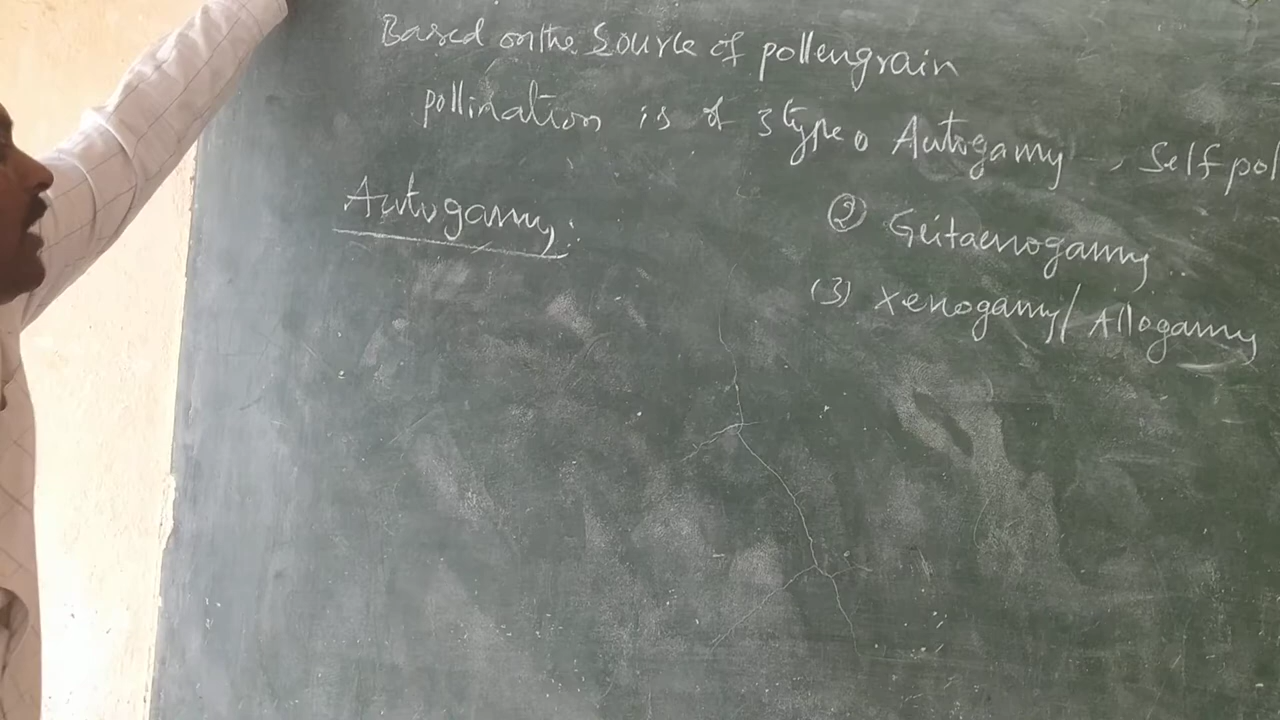 Based on the Source of pollengrain
pollination is of 3 type Autogamy, Self pol
Autogamy:
② Geitaenogamy
(3) Xenogamy/Allogamy